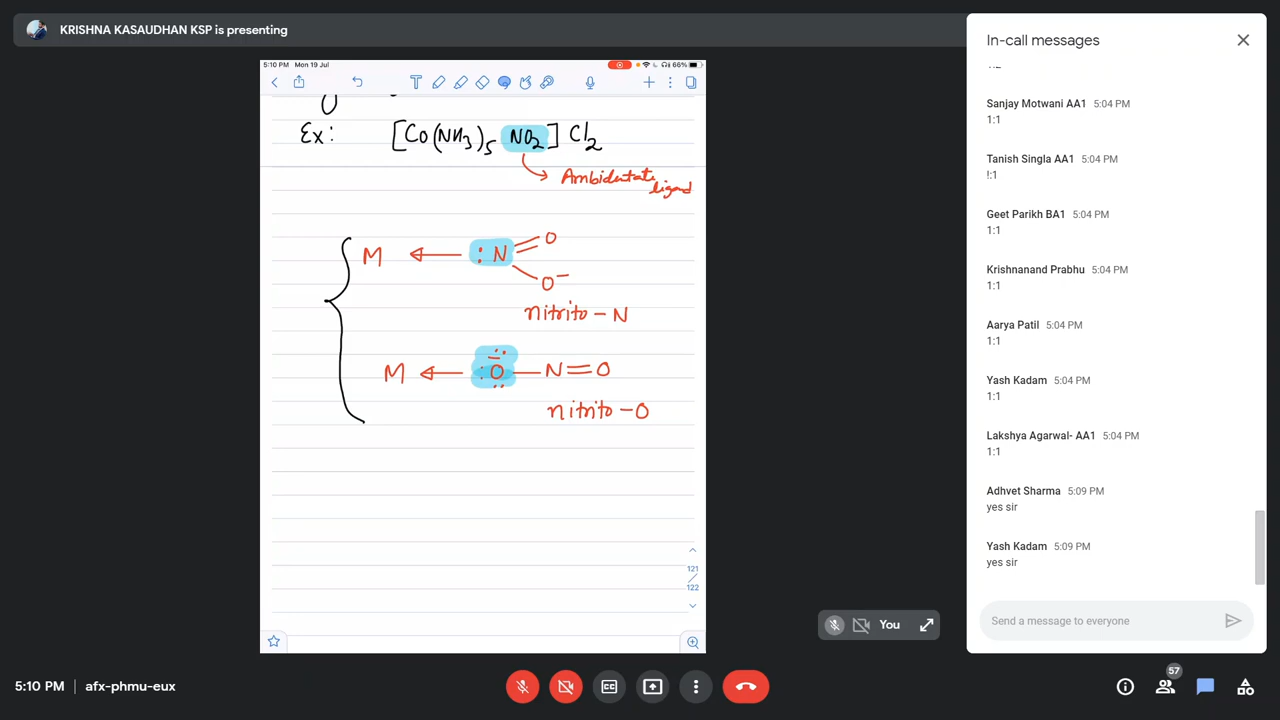 KRISHNA KASAUDHAN KSP is presenting
5:10 PM Mon 19 Jul
66%
Ex: [Co(NH3)5 NO2] Cl2
Ambidentate
ligand
M ← :N =O
O−
nitrito - N
M ← :O − N = O
nitrito - O
121
122
In-call messages
Sanjay Motwani AA1 5:04 PM
1:1
Tanish Singla AA1 5:04 PM
!:1
Geet Parikh BA1 5:04 PM
1:1
Krishnanand Prabhu 5:04 PM
1:1
Aarya Patil 5:04 PM
1:1
Yash Kadam 5:04 PM
1:1
Lakshya Agarwal- AA1 5:04 PM
1:1
Adhvet Sharma 5:09 PM
yes sir
Yash Kadam 5:09 PM
yes sir
Send a message to everyone
You
57
5:10 PM | afx-phmu-eux